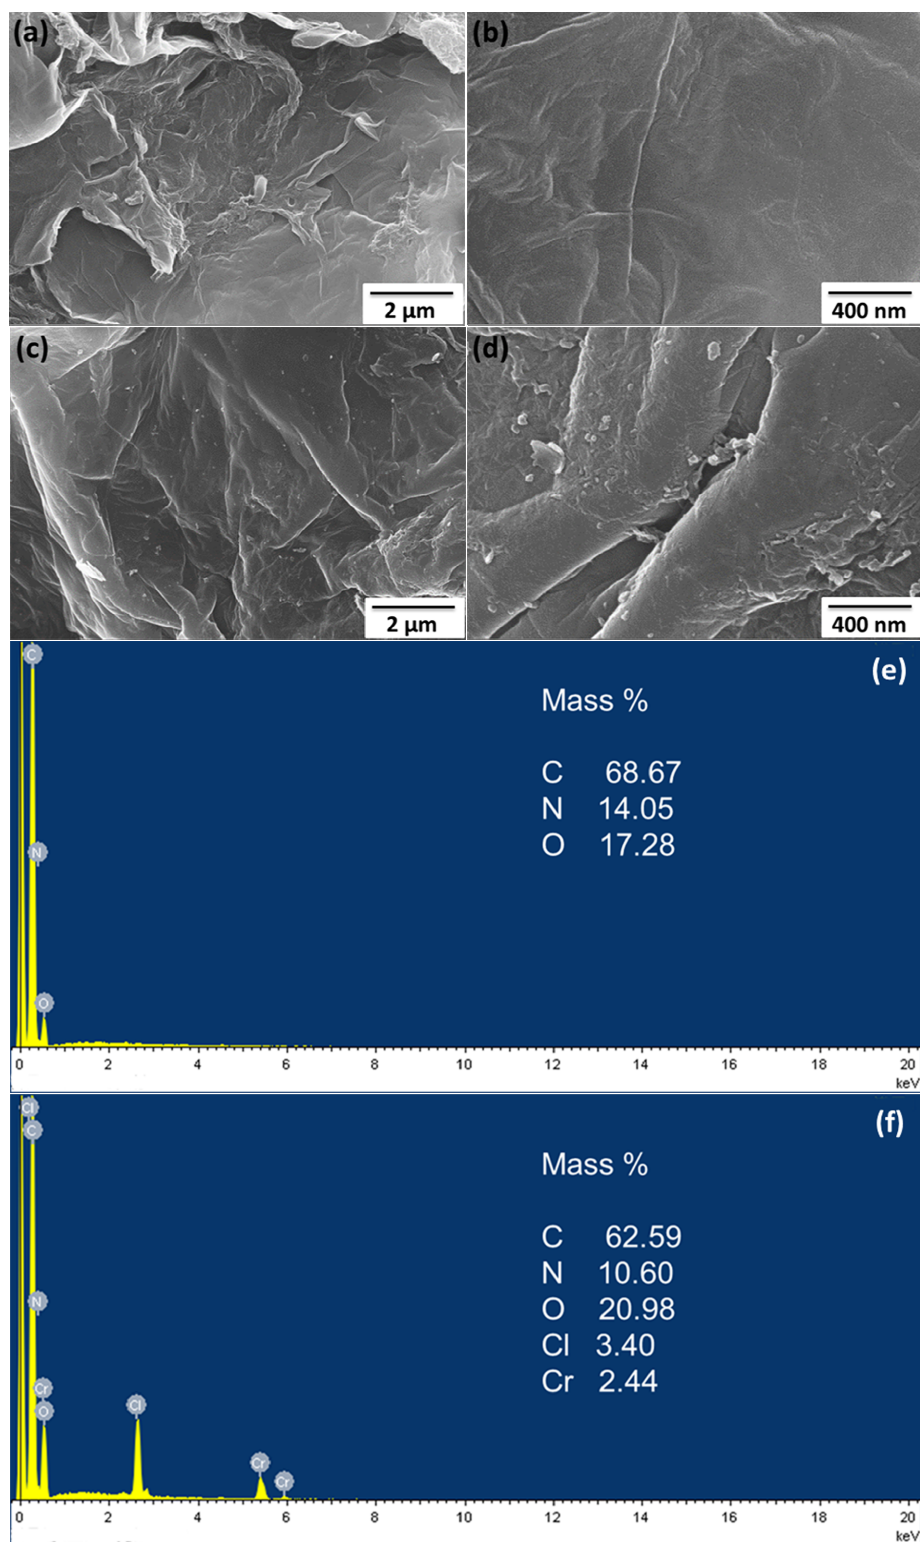 (a)
(b)
2 μm
400 nm
(c)
(d)
2 μm
400 nm
(e)
C
Mass %
C 68.67
N 14.05
O 17.28
N
O
0 2 4 6 8 10 12 14 16 18 20
keV
(f)
Cl
C
Mass %
C 62.59
N 10.60
O 20.98
Cl 3.40
Cr 2.44
N
Cr
O
Cl
Cr
Cr
0 2 4 6 8 10 12 14 16 18 20
keV